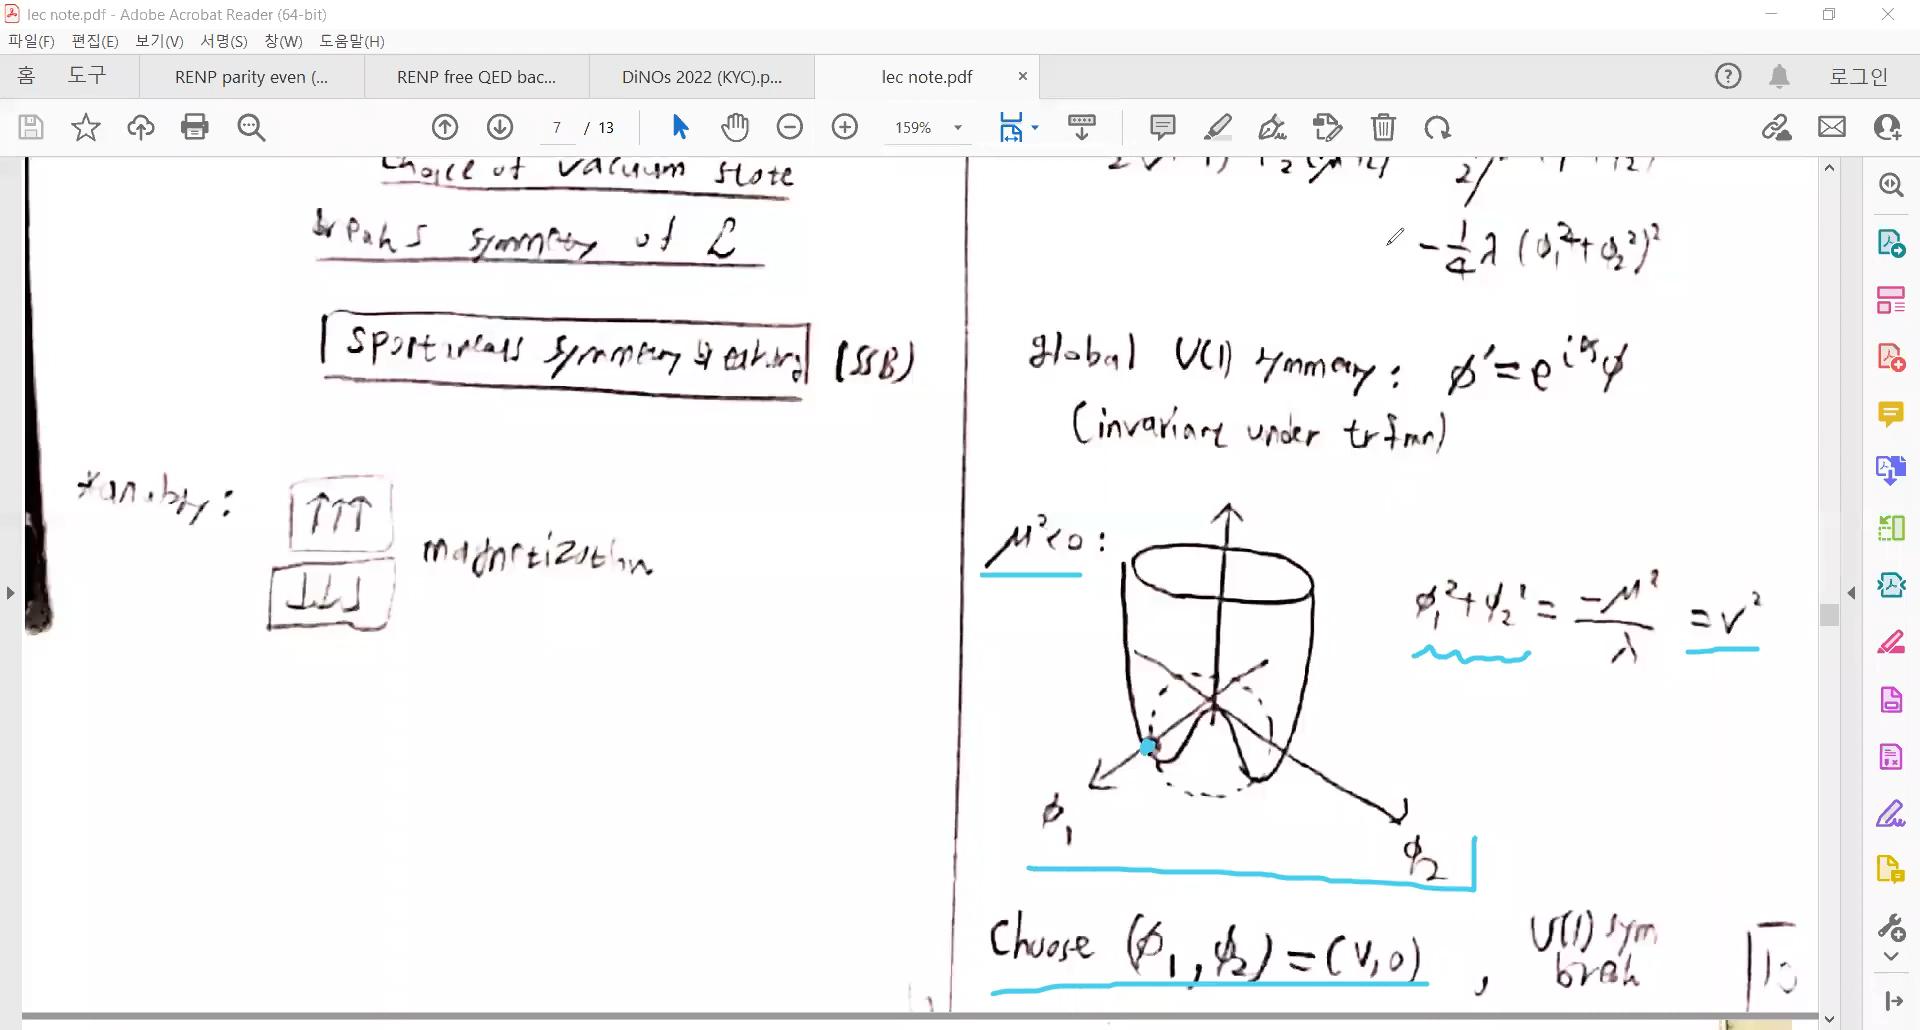 lec note.pdf - Adobe Acrobat Reader (64-bit)
파일(F) 편집(E) 보기(V) 서명(S) 창(W) 도움말(H)
홈 도구 RENP parity even (... RENP free QED bac... DiNOs 2022 (KYC).p... lec note.pdf × 로그인
7 / 13 159%
Choice of vacuum state
breaks symmetry of L
symmetry (SSB)
↑↑↑
magnetization
-1/4 λ (ϕ₁²+ϕ₂²)²
global U(1) symmetry: ϕ'=e^{iα}ϕ
(invariant under trfmn)
μ²<0:
ϕ₁²+ϕ₂²= -μ²/λ =v²
ϕ₁
ϕ₂
Choose (ϕ₁,ϕ₂)=(v,0), U(1) sym
break